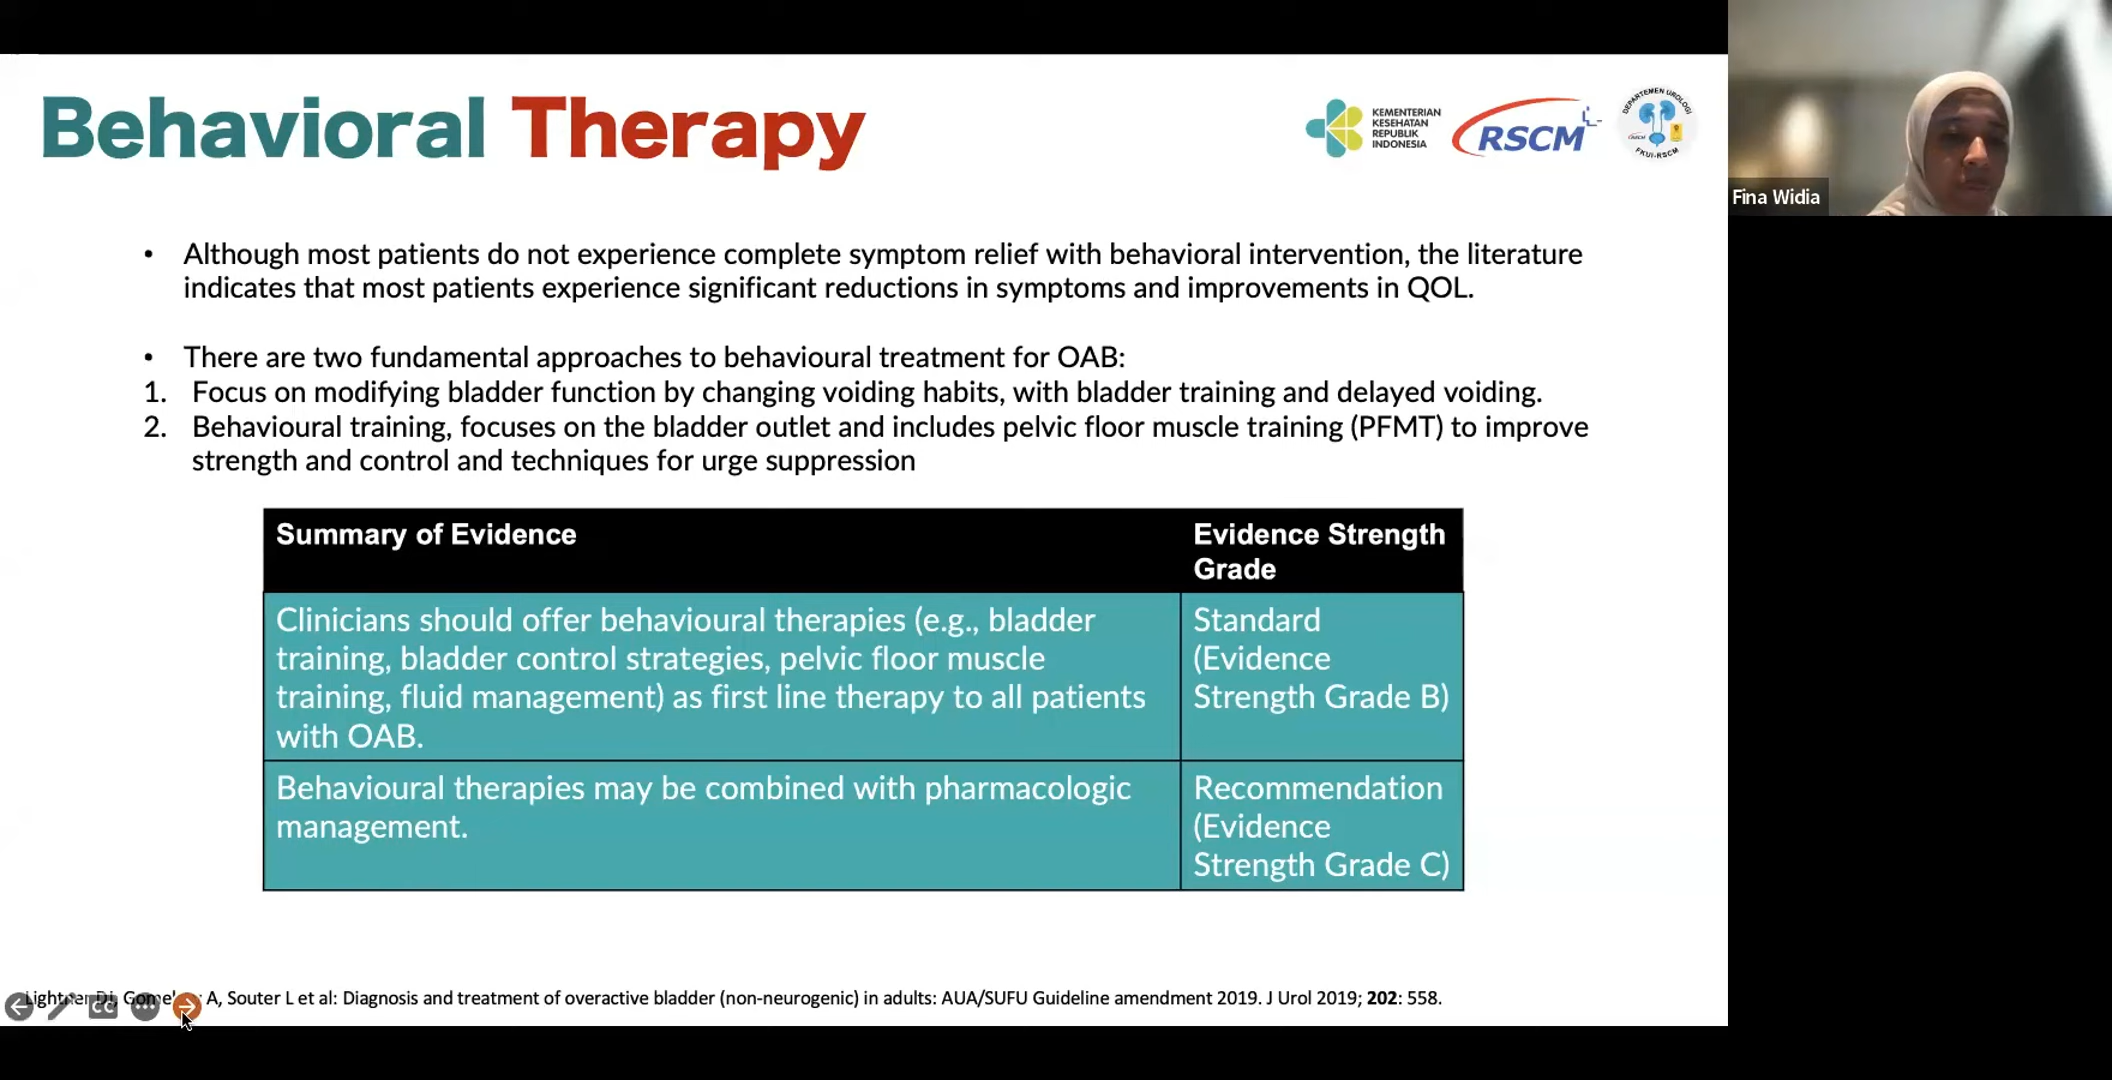 Behavioral Therapy
KEMENTERIAN
KESEHATAN
REPUBLIK
INDONESIA
RSCM
DEPARTEMEN UROLOGI
RSCM
FKUI-RSCM
Fina Widia
• Although most patients do not experience complete symptom relief with behavioral intervention, the literature
indicates that most patients experience significant reductions in symptoms and improvements in QOL.
• There are two fundamental approaches to behavioural treatment for OAB:
1. Focus on modifying bladder function by changing voiding habits, with bladder training and delayed voiding.
2. Behavioural training, focuses on the bladder outlet and includes pelvic floor muscle training (PFMT) to improve
strength and control and techniques for urge suppression
Summary of Evidence
Evidence Strength
Grade
Clinicians should offer behavioural therapies (e.g., bladder
training, bladder control strategies, pelvic floor muscle
training, fluid management) as first line therapy to all patients
with OAB.
Standard
(Evidence
Strength Grade B)
Behavioural therapies may be combined with pharmacologic
management.
Recommendation
(Evidence
Strength Grade C)
A, Souter L et al: Diagnosis and treatment of overactive bladder (non-neurogenic) in adults: AUA/SUFU Guideline amendment 2019. J Urol 2019; 202: 558.
CC